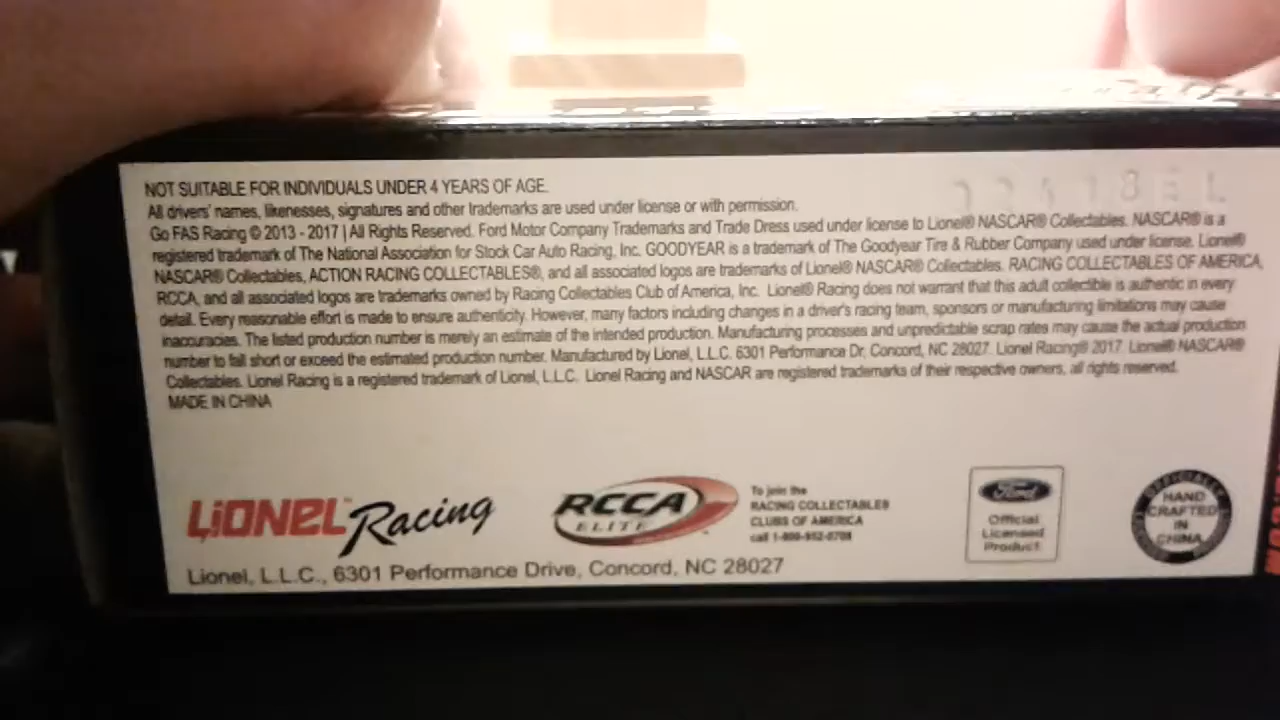 NOT SUITABLE FOR INDIVIDUALS UNDER 4 YEARS OF AGE.
All drivers' names, likenesses, signatures and other trademarks are used under license or with permission.
Go FAS Racing © 2013 - 2017 | All Rights Reserved. Ford Motor Company Trademarks and Trade Dress used under license to Lionel® NASCAR® Collectables. NASCAR® is a
registered trademark of The National Association for Stock Car Auto Racing, Inc. GOODYEAR is a trademark of The Goodyear Tire & Rubber Company used under license. Lionel®
NASCAR® Collectables, ACTION RACING COLLECTABLES®, and all associated logos are trademarks of Lionel® NASCAR® Collectables. RACING COLLECTABLES OF AMERICA,
RCCA, and all associated logos are trademarks owned by Racing Collectables Club of America, Inc. Lionel® Racing does not warrant that this adult collectible is authentic in every
detail. Every reasonable effort is made to ensure authenticity. However, many factors including changes in a driver's racing team, sponsors or manufacturing limitations may cause
inaccuracies. The listed production number is merely an estimate of the intended production. Manufacturing processes and unpredictable scrap rates may cause the actual production
number to fall short or exceed the estimated production number. Manufactured by Lionel, L.L.C. 6301 Performance Dr, Concord, NC 28027. Lionel Racing® 2017. Lionel® NASCAR®
Collectables. Lionel Racing is a registered trademark of Lionel, L.L.C. Lionel Racing and NASCAR are registered trademarks of their respective owners, all rights reserved.
MADE IN CHINA
LIONEL™ Racing
RCCA
ELITE
To join the
RACING COLLECTABLES
CLUBS OF AMERICA
call 1-800-952-0708
Ford
Official
Licensed
Product
OFFICIALLY
HAND
CRAFTED
IN
CHINA
Lionel, L.L.C., 6301 Performance Drive, Concord, NC 28027